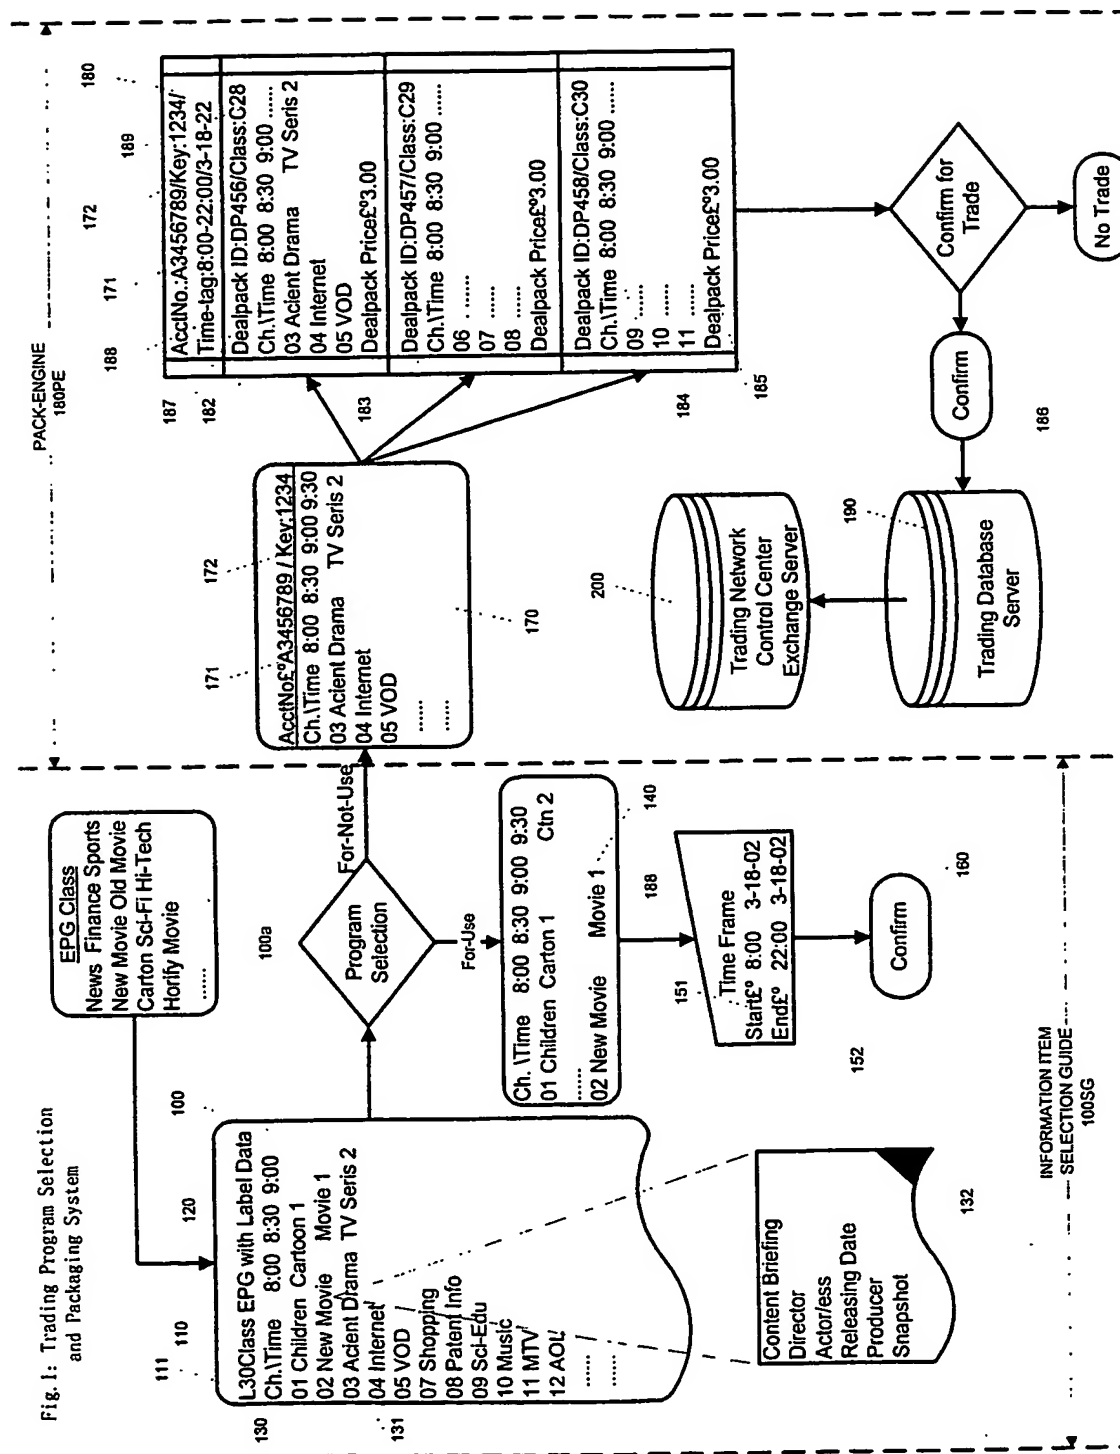 Fig. 1: Trading Program Selection
and Packaging System
EPG Class
News Finance Sports
New Movie Old Movie
Carton Sci-Fi Hi-Tech
Horify Movie
......
111
110
120
100
L30Class EPG with Label Data
Ch.\Time 8:00 8:30 9:00
01 Children Cartoon 1
02 New Movie Movie 1
03 Acient Drama TV Seris 2
04 Internet
05 VOD
07 Shopping
08 Patent Info
09 Sci-Edu
10 Music
11 MTV
12 AOL
......
......
130
131
Content Briefing
Director
Actor/ess
Releasing Date
Producer
Snapshot
132
100a
Program
Selection
For-Not-Use
For-Use
Ch. \Time 8:00 8:30 9:00 9:30
01 Children Carton 1 Ctn 2
......
02 New Movie Movie 1
140
188
151
Time Frame
Start£º 8:00 3-18-02
End£º 22:00 3-18-02
152
Confirm
160
INFORMATION ITEM
SELECTION GUIDE
100SG
PACK-ENGINE
180PE
171
172
AcctNo£ºA3456789 / Key:1234
Ch.\Time 8:00 8:30 9:00 9:30
03 Acient Drama TV Seris 2
04 Internet
05 VOD
......
......
170
187
188
171
172
189
180
182
AcctNo.:A3456789/Key:1234/
Time-tag:8:00-22:00/3-18-22
Dealpack ID:DP456/Class:C28
Ch.\Time 8:00 8:30 9:00 ......
03 Acient Drama TV Seris 2
04 Internet
05 VOD
Dealpack Price£º3.00
183
Dealpack ID:DP457/Class:C29
Ch.\Time 8:00 8:30 9:00 ......
06 ......
07 ......
08 ......
Dealpack Price£º3.00
184
Dealpack ID:DP458/Class:C30
Ch.\Time 8:00 8:30 9:00 ......
09 ......
10 ......
11 ......
Dealpack Price£º3.00
185
Confirm for
Trade
No Trade
Confirm
186
190
Trading Database
Server
200
Trading Network
Control Center
Exchange Server